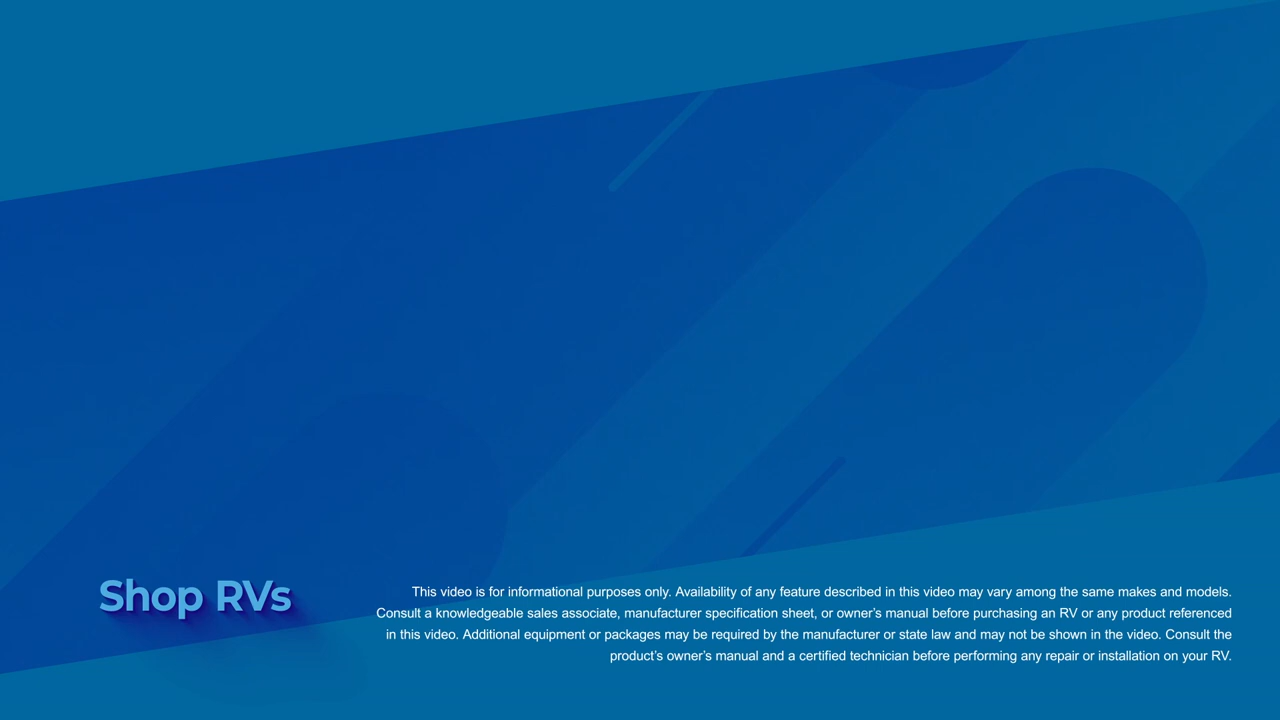 Shop RVs
This video is for informational purposes only. Availability of any feature described in this video may vary among the same makes and models.
Consult a knowledgeable sales associate, manufacturer specification sheet, or owner’s manual before purchasing an RV or any product referenced
in this video. Additional equipment or packages may be required by the manufacturer or state law and may not be shown in the video. Consult the
product’s owner’s manual and a certified technician before performing any repair or installation on your RV.